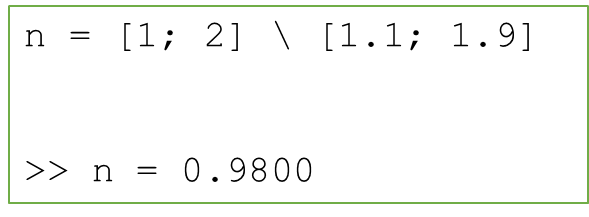 n = [1; 2] \ [1.1; 1.9]
>> n = 0.9800